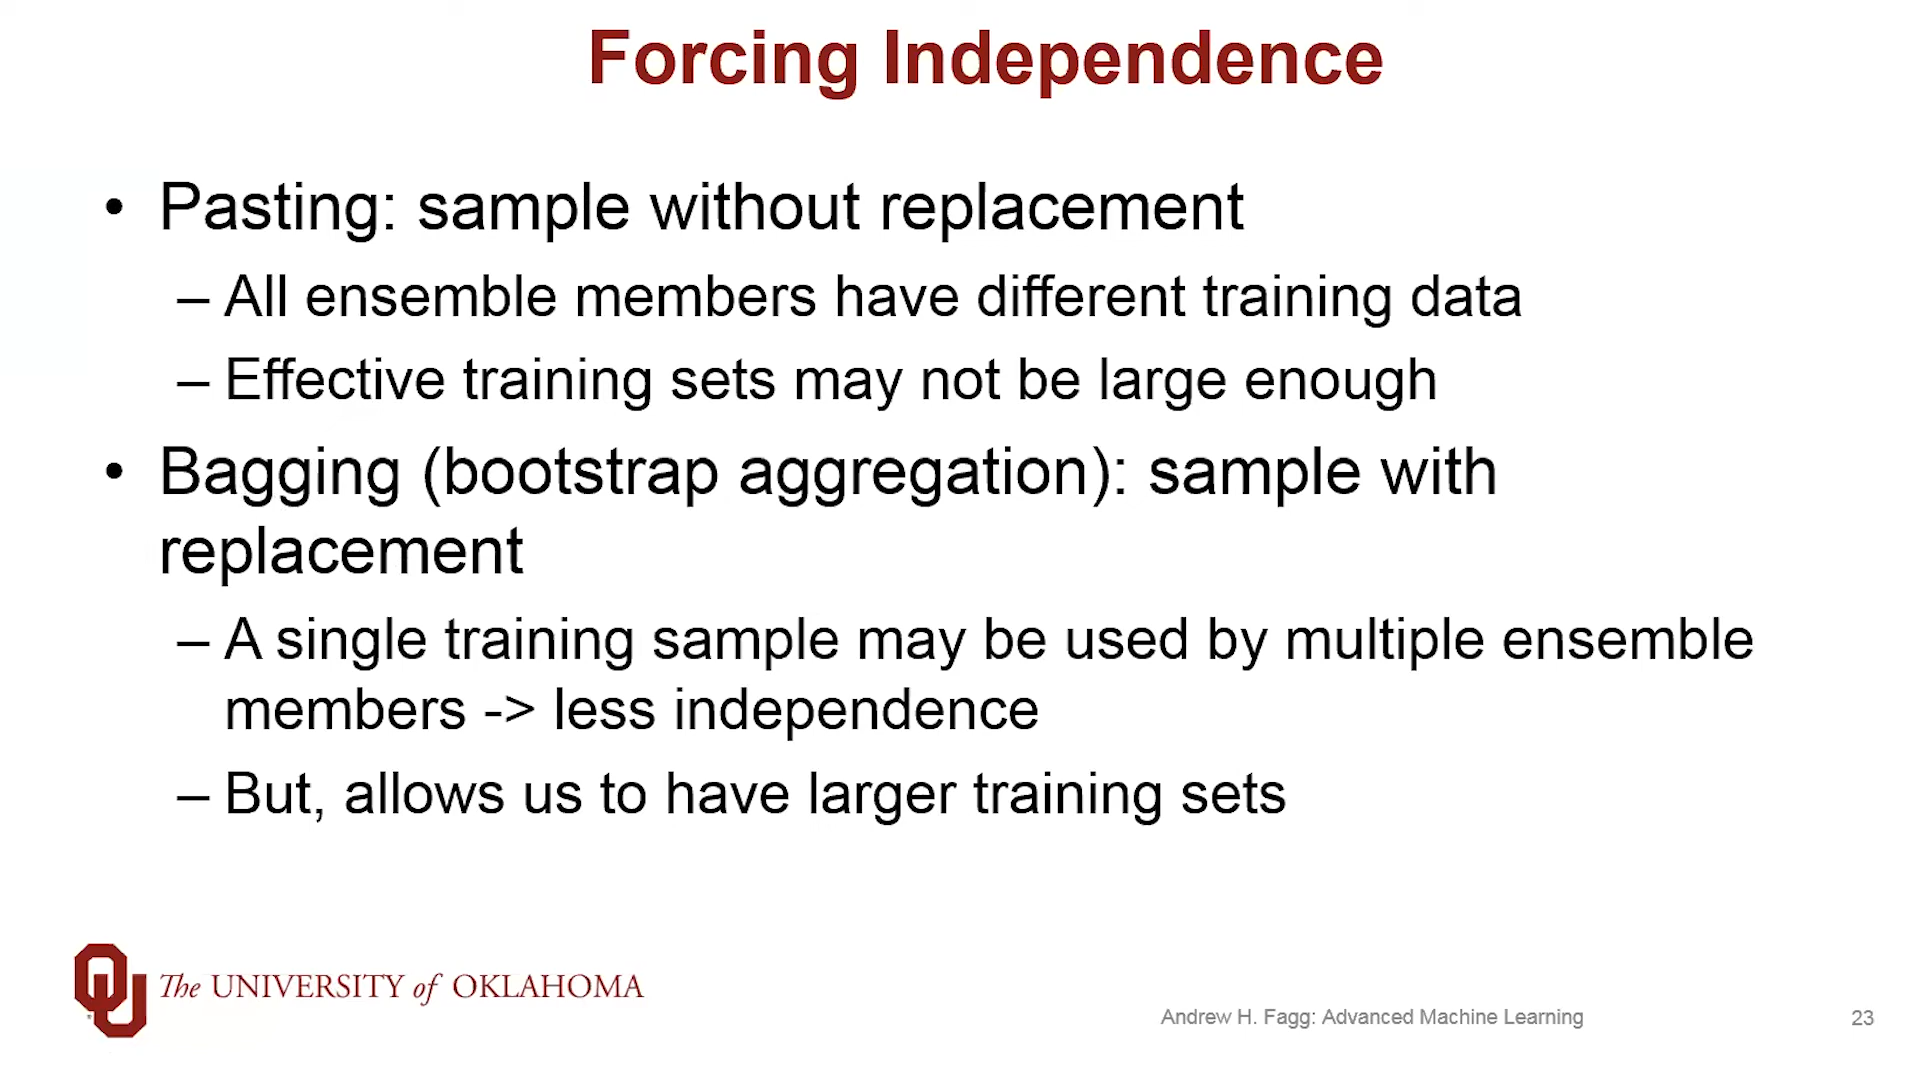 Forcing Independence
• Pasting: sample without replacement
– All ensemble members have different training data
– Effective training sets may not be large enough
• Bagging (bootstrap aggregation): sample with
replacement
– A single training sample may be used by multiple ensemble
members -> less independence
– But, allows us to have larger training sets
The UNIVERSITY of OKLAHOMA
Andrew H. Fagg: Advanced Machine Learning
23